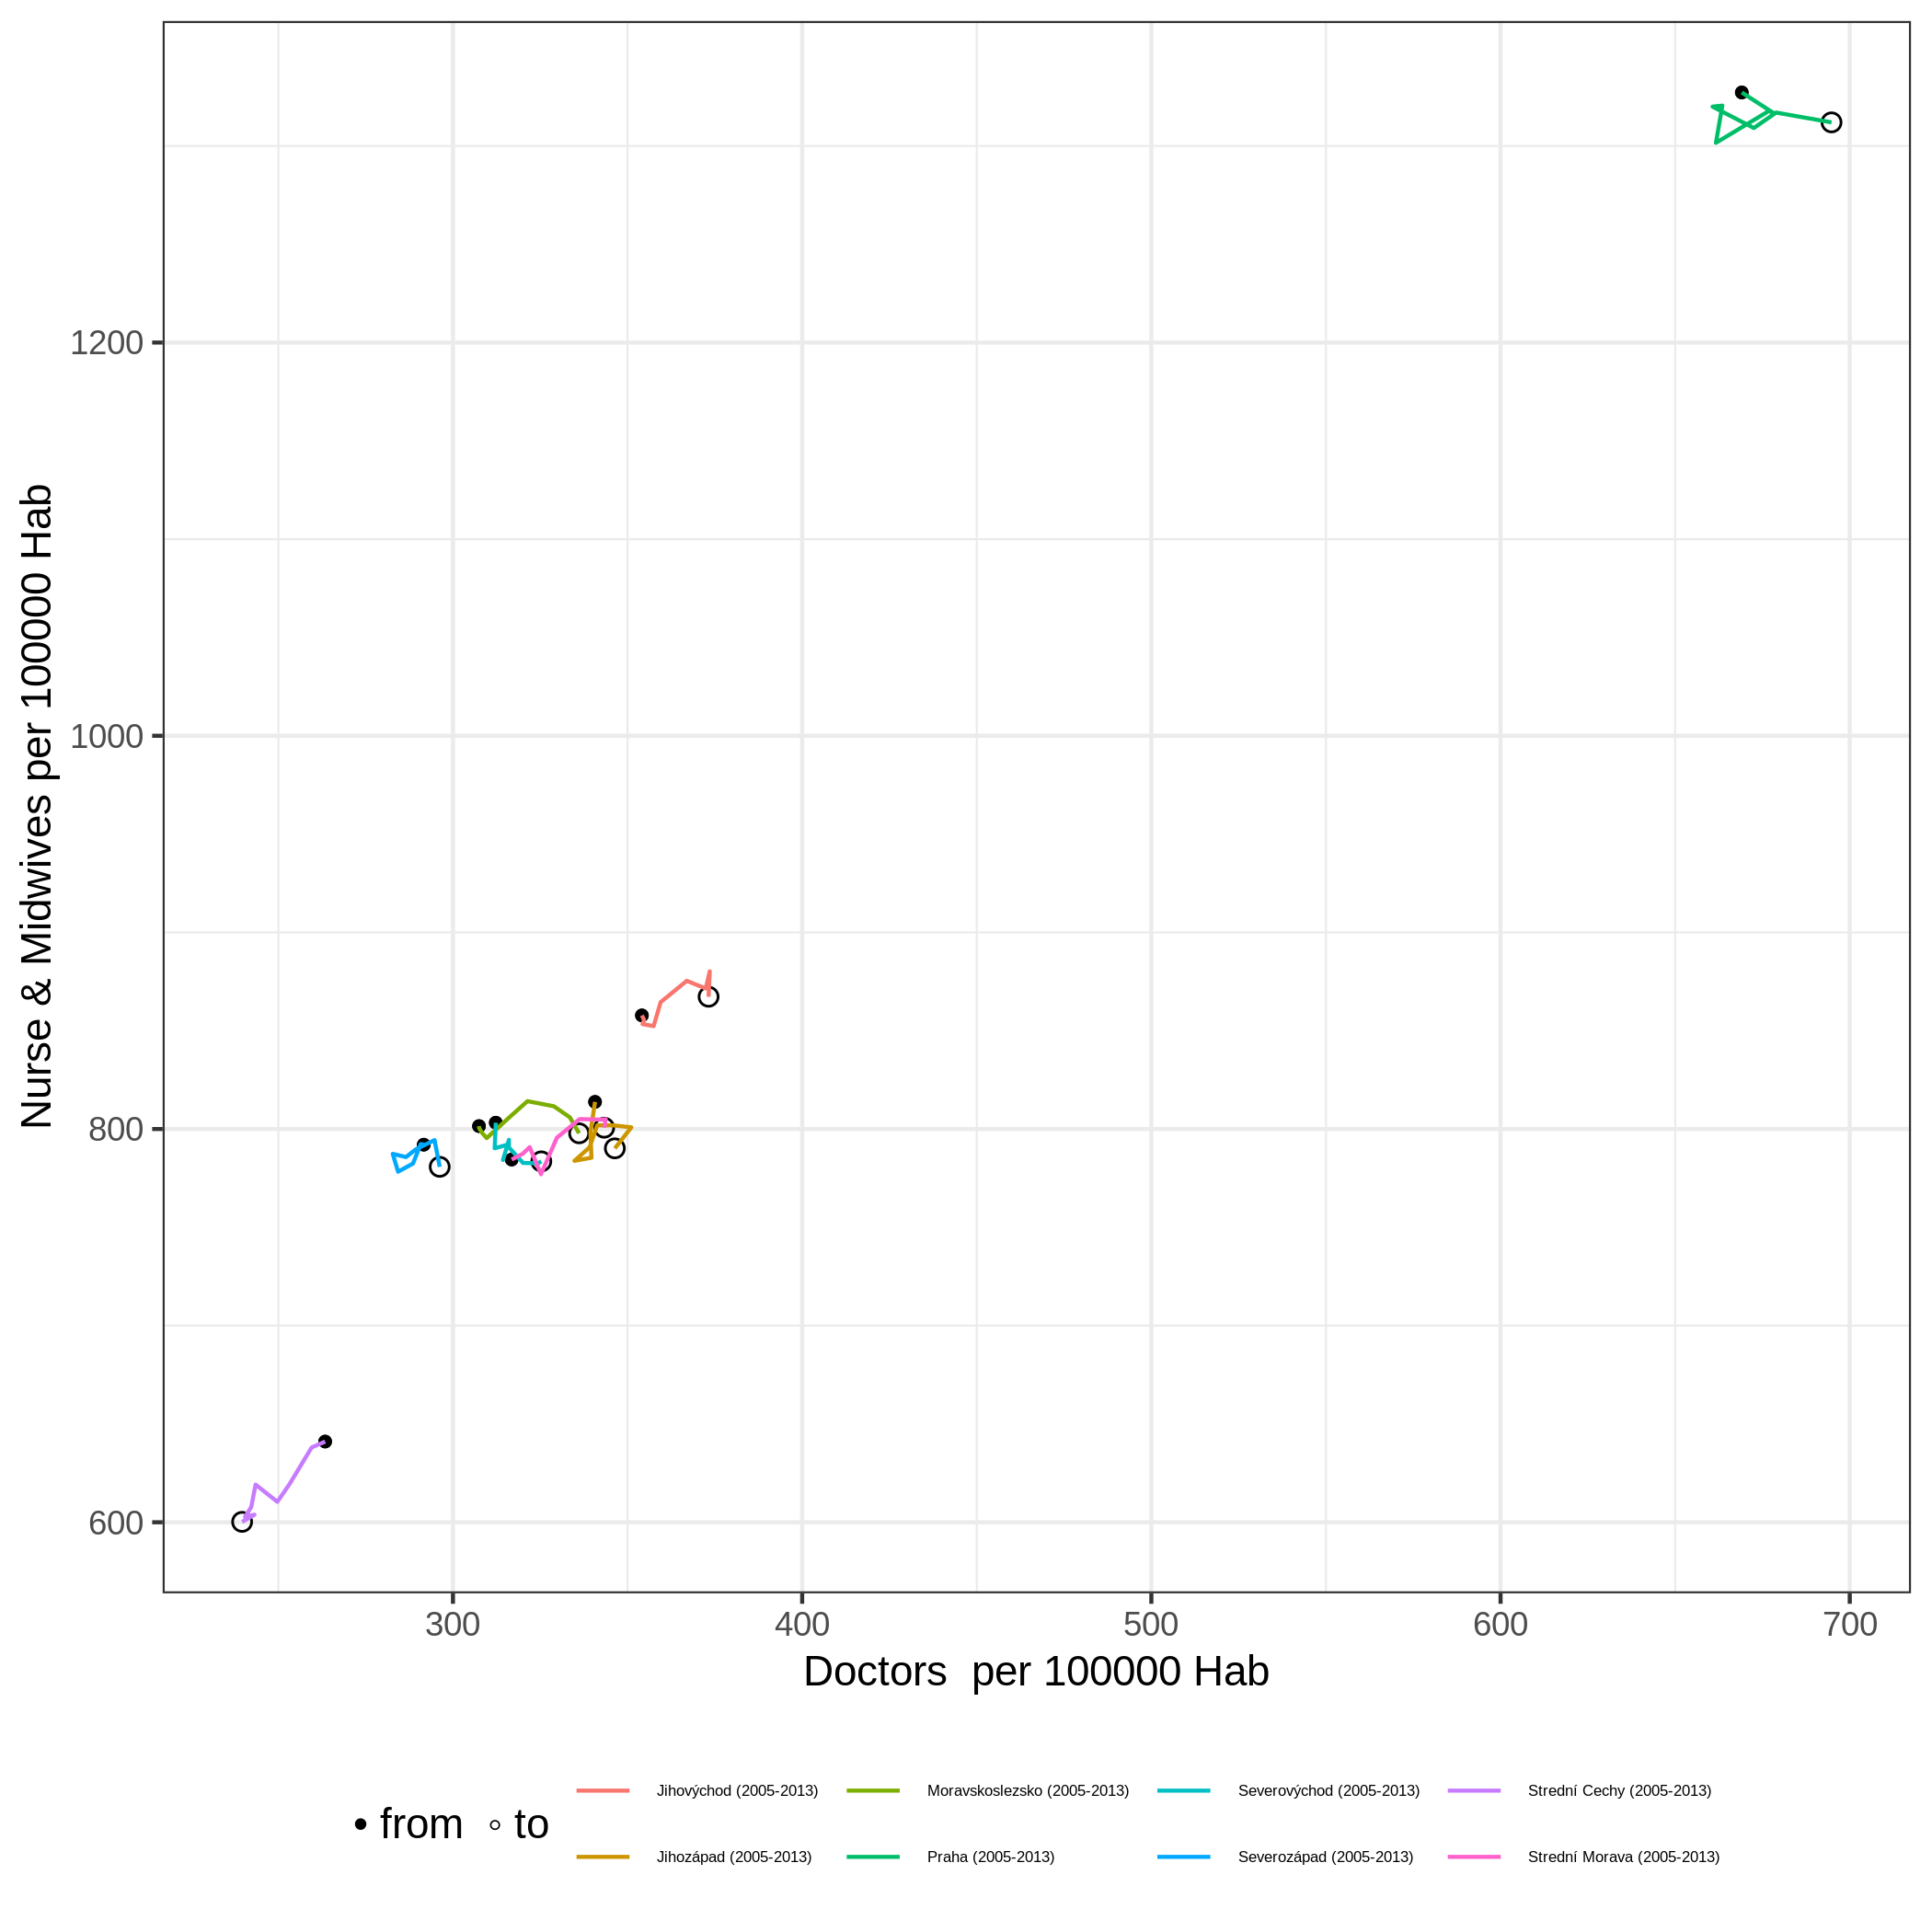 Nurse & Midwives per 100000 Hab
1200
1000
800
600
300 400 500 600 700
Doctors  per 100000 Hab
from to
Jihovýchod (2005-2013) Moravskoslezsko (2005-2013) Severovýchod (2005-2013) Strední Cechy (2005-2013)
Jihozápad (2005-2013) Praha (2005-2013) Severozápad (2005-2013) Strední Morava (2005-2013)